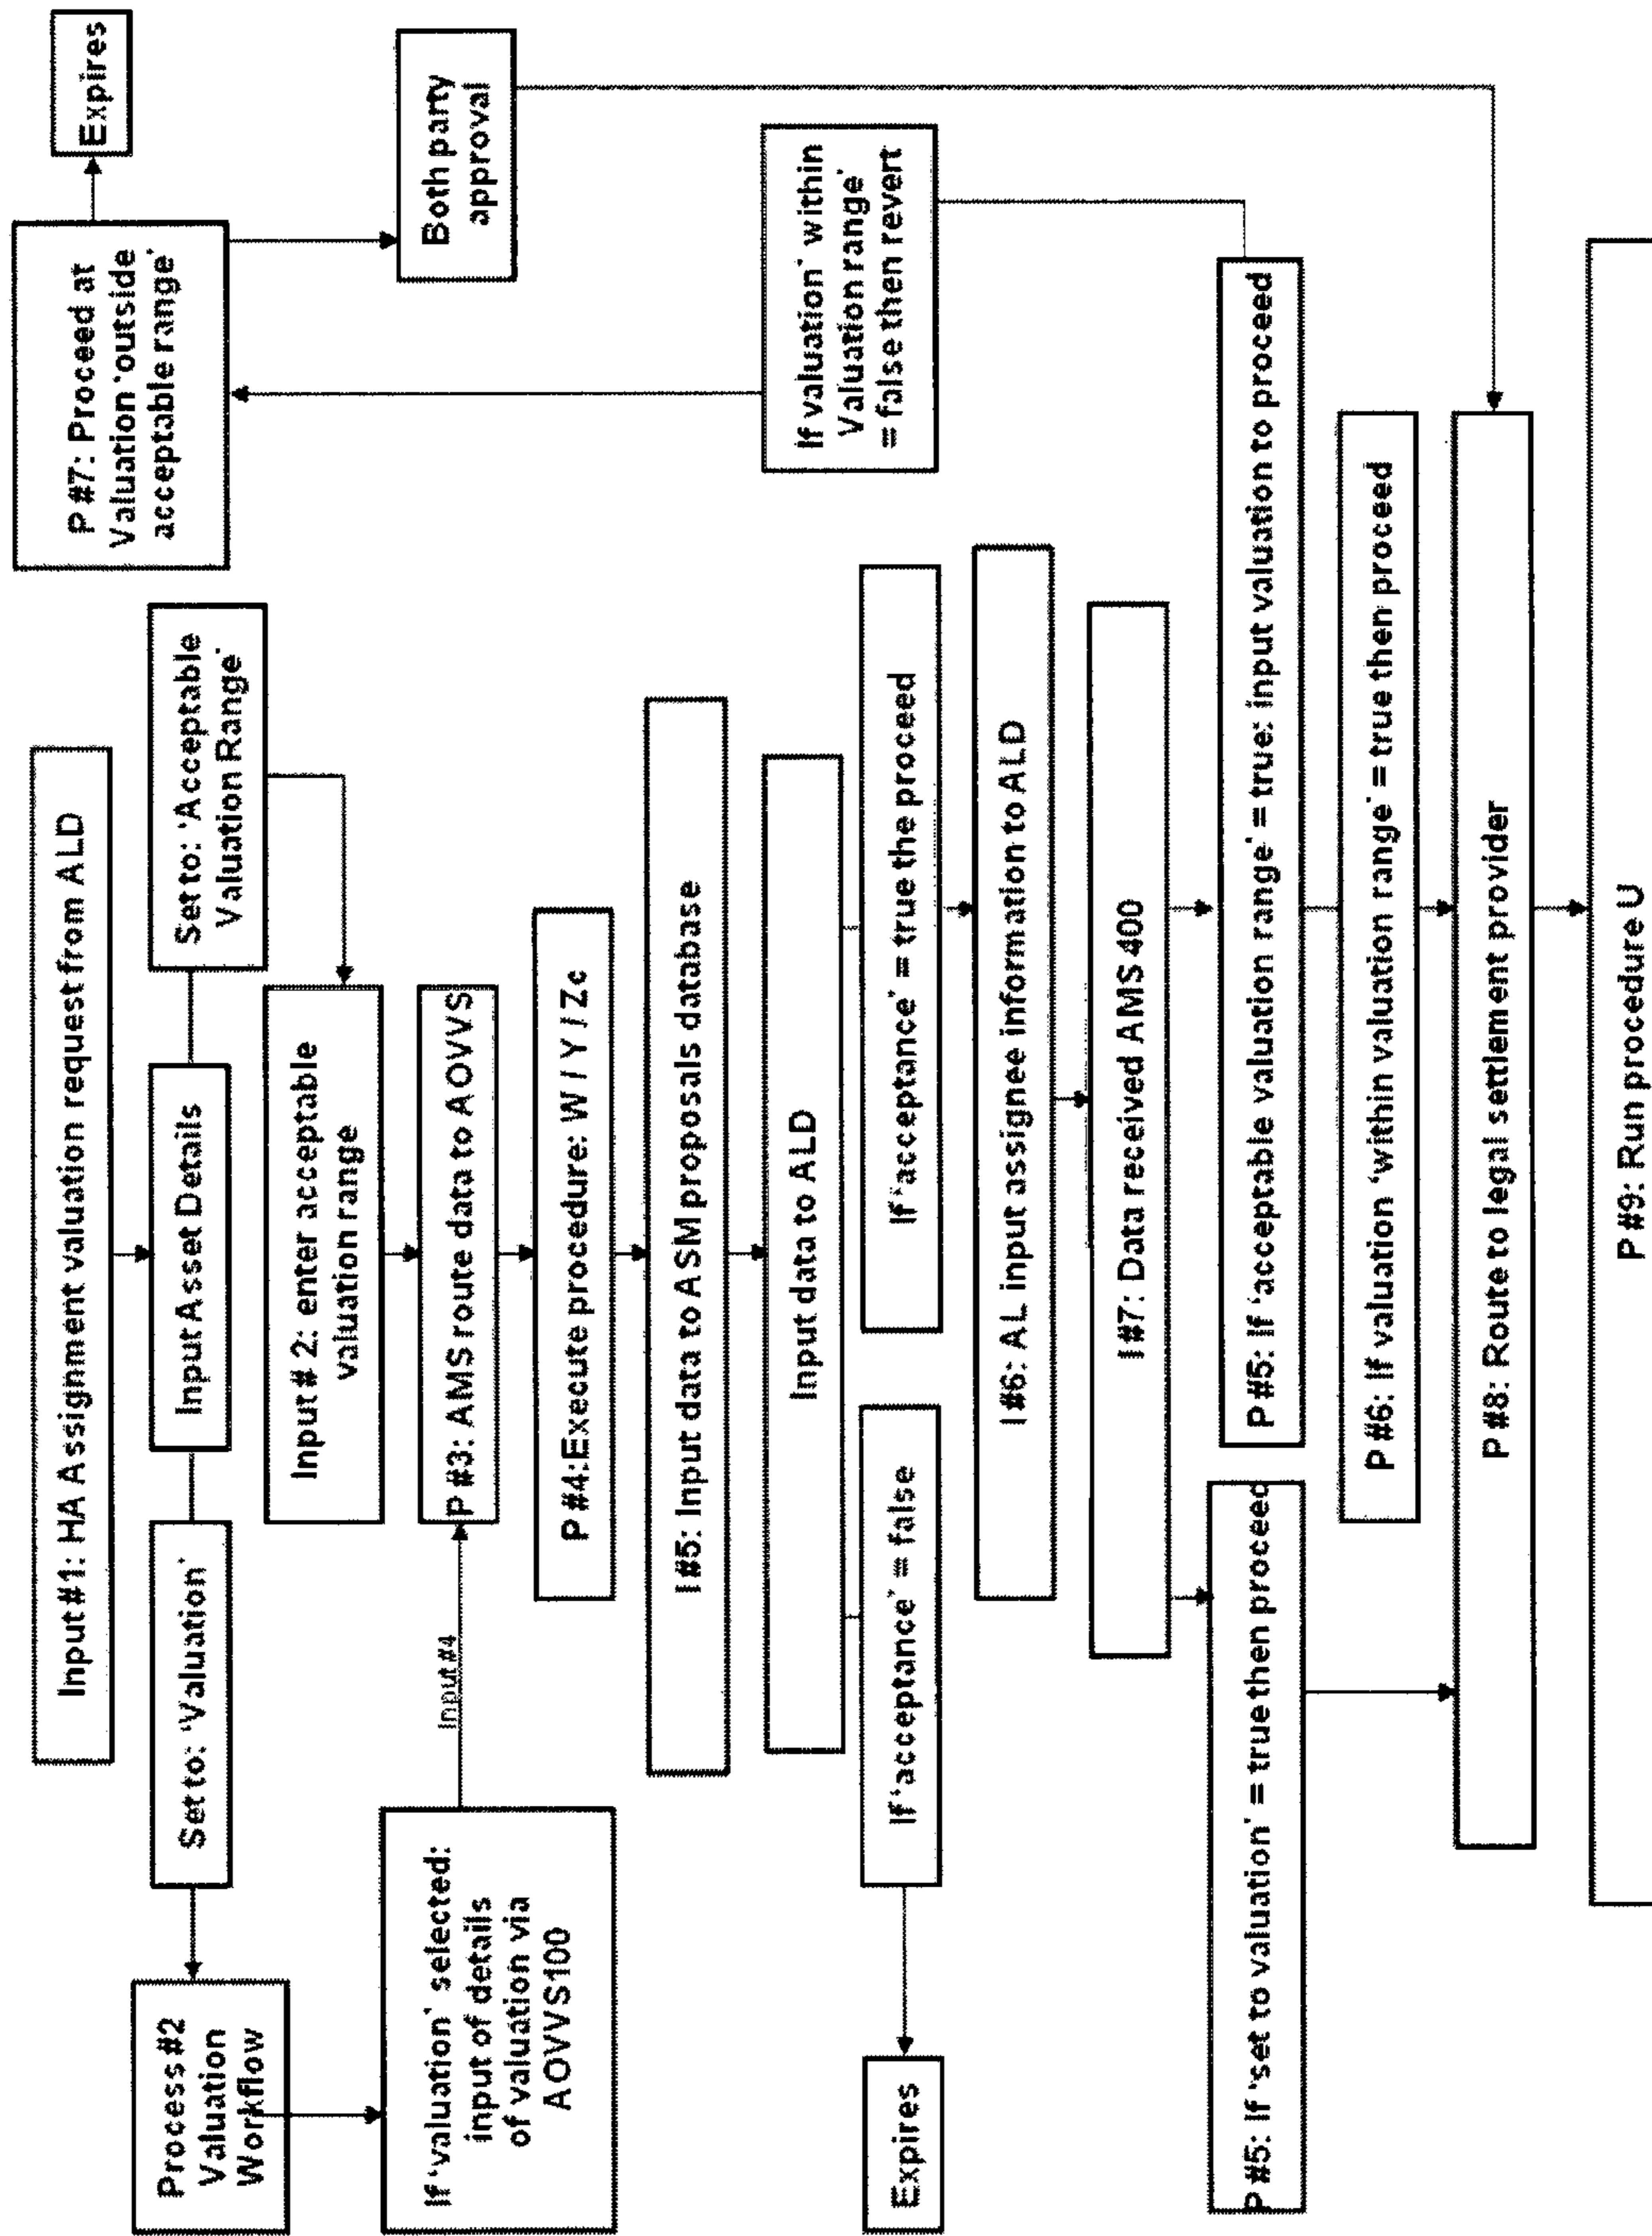 Input #1: HA Assignment valuation request from ALD
Set to: ‘Valuation’
Input Asset Details
Set to: ‘Acceptable
Valuation Range’
P #7: Proceed at
Valuation ‘outside
acceptable range’
Expires
Process #2
Valuation
Workflow
Input # 2: enter acceptable
valuation range
Both party
approval
If ‘valuation’ selected:
input of details
of valuation via
AOVVS100
Input #4
P #3: AMS route data to AOVVS
P #4:Execute procedure: W / Y / Zc
I #5: Input data to ASM proposals database
Input data to ALD
If valuation’ within
Valuation range’
= false then revert
Expires
If ‘acceptance’ = false
If ‘acceptance’ = true the proceed
I #6: AL input assignee information to ALD
I #7: Data received AMS 400
P #5: If ‘set to valuation’ = true then proceed
P #5: If ‘acceptable valuation range’ = true: input valuation to proceed
P #6: If valuation ‘within valuation range’ = true then proceed
P #8: Route to legal settlement provider
P #9: Run procedure U